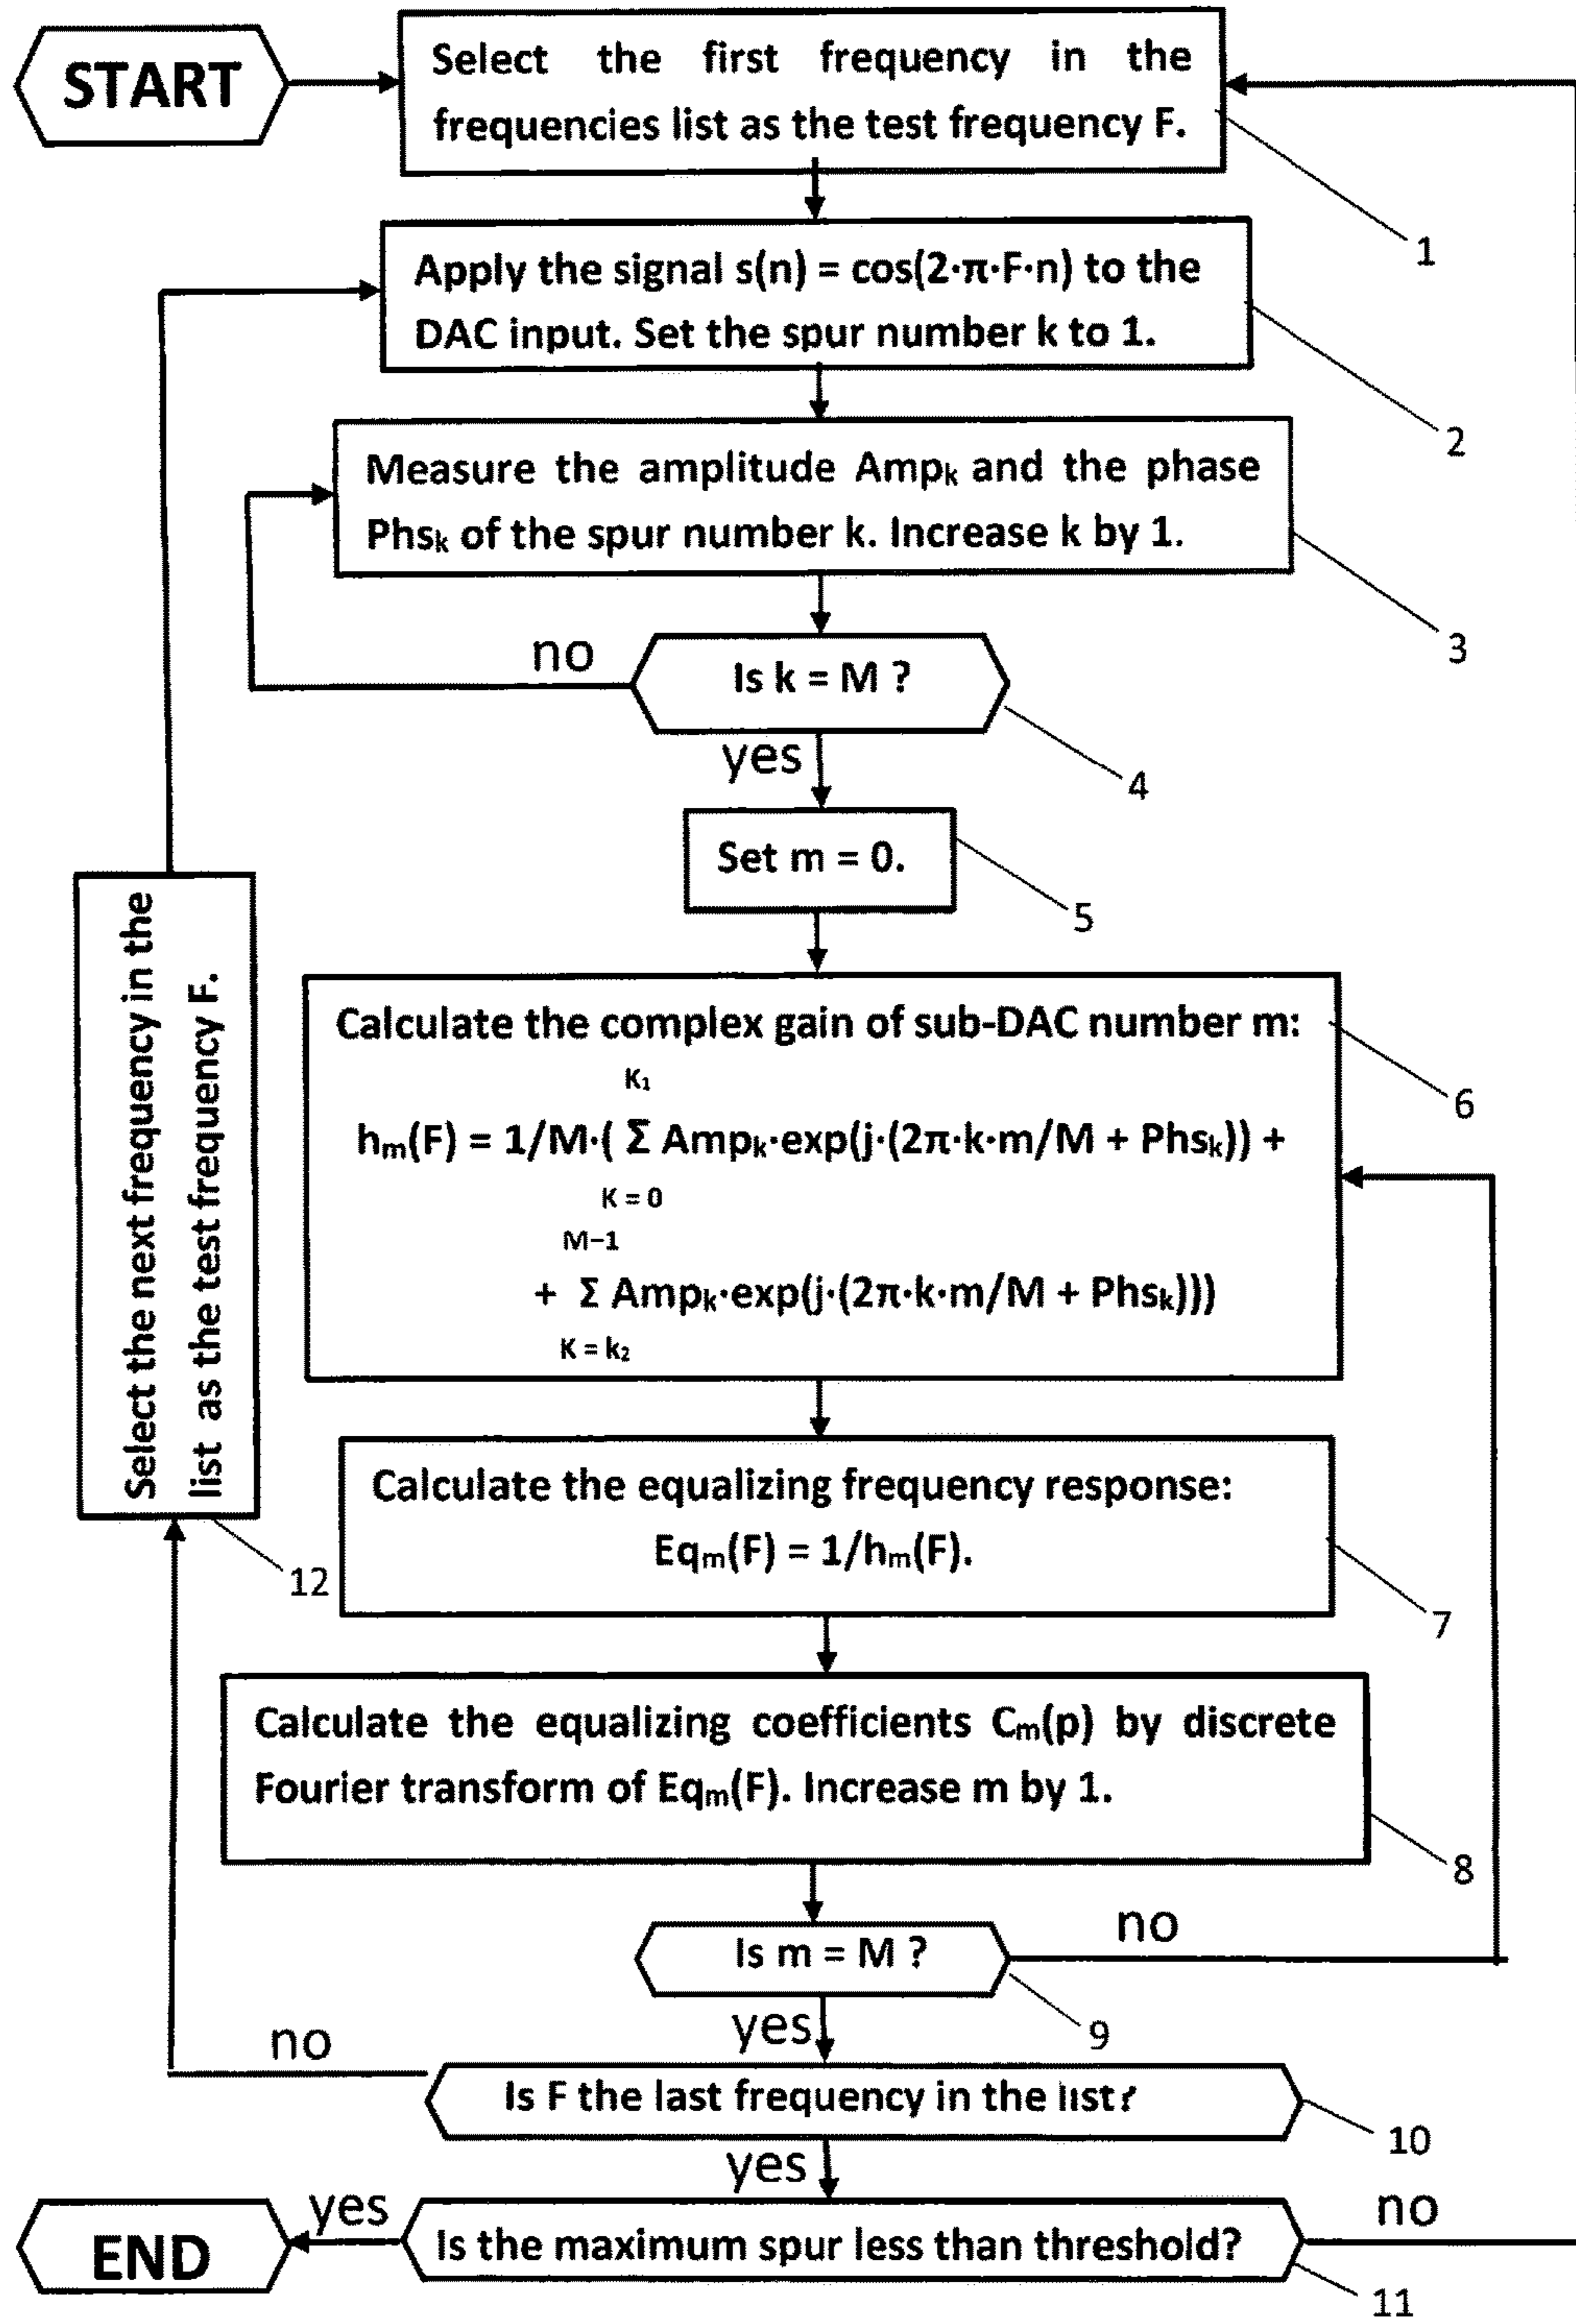 START
Select the first frequency in the
frequencies list as the test frequency F.
1
Apply the signal s(n) = cos(2·π·F·n) to the
DAC input. Set the spur number k to 1.
2
Measure the amplitude Ampₖ and the phase
Phsₖ of the spur number k. Increase k by 1.
3
no
Is k = M ?
4
yes
Set m = 0.
5
Calculate the complex gain of sub-DAC number m:
6
K₁
hₘ(F) = 1/M·( Σ Ampₖ·exp(j·(2π·k·m/M + Phsₖ)) +
K = 0
M−1
+ Σ Ampₖ·exp(j·(2π·k·m/M + Phsₖ)))
K = k₂
Select the next frequency in the
list as the test frequency F.
12
Calculate the equalizing frequency response:
Eqₘ(F) = 1/hₘ(F).
7
Calculate the equalizing coefficients Cₘ(p) by discrete
Fourier transform of Eqₘ(F). Increase m by 1.
8
Is m = M ?
no
9
yes
no
Is F the last frequency in the list?
10
yes
END
yes
Is the maximum spur less than threshold?
no
11